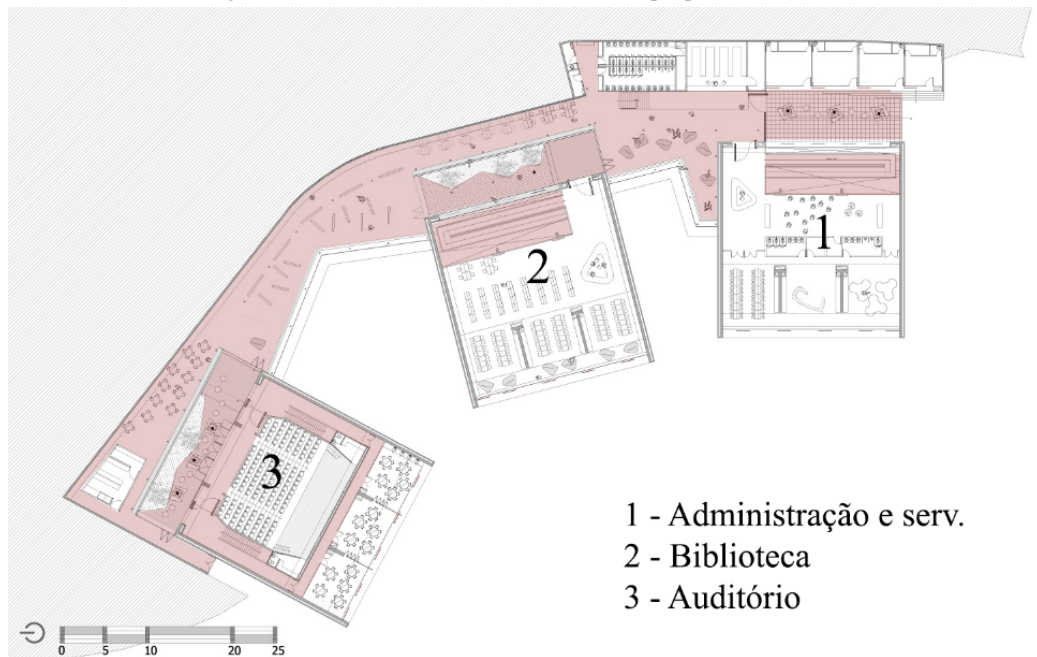 1
2
3
1 - Administração e serv.
2 - Biblioteca
3 - Auditório
0 5 10 20 25